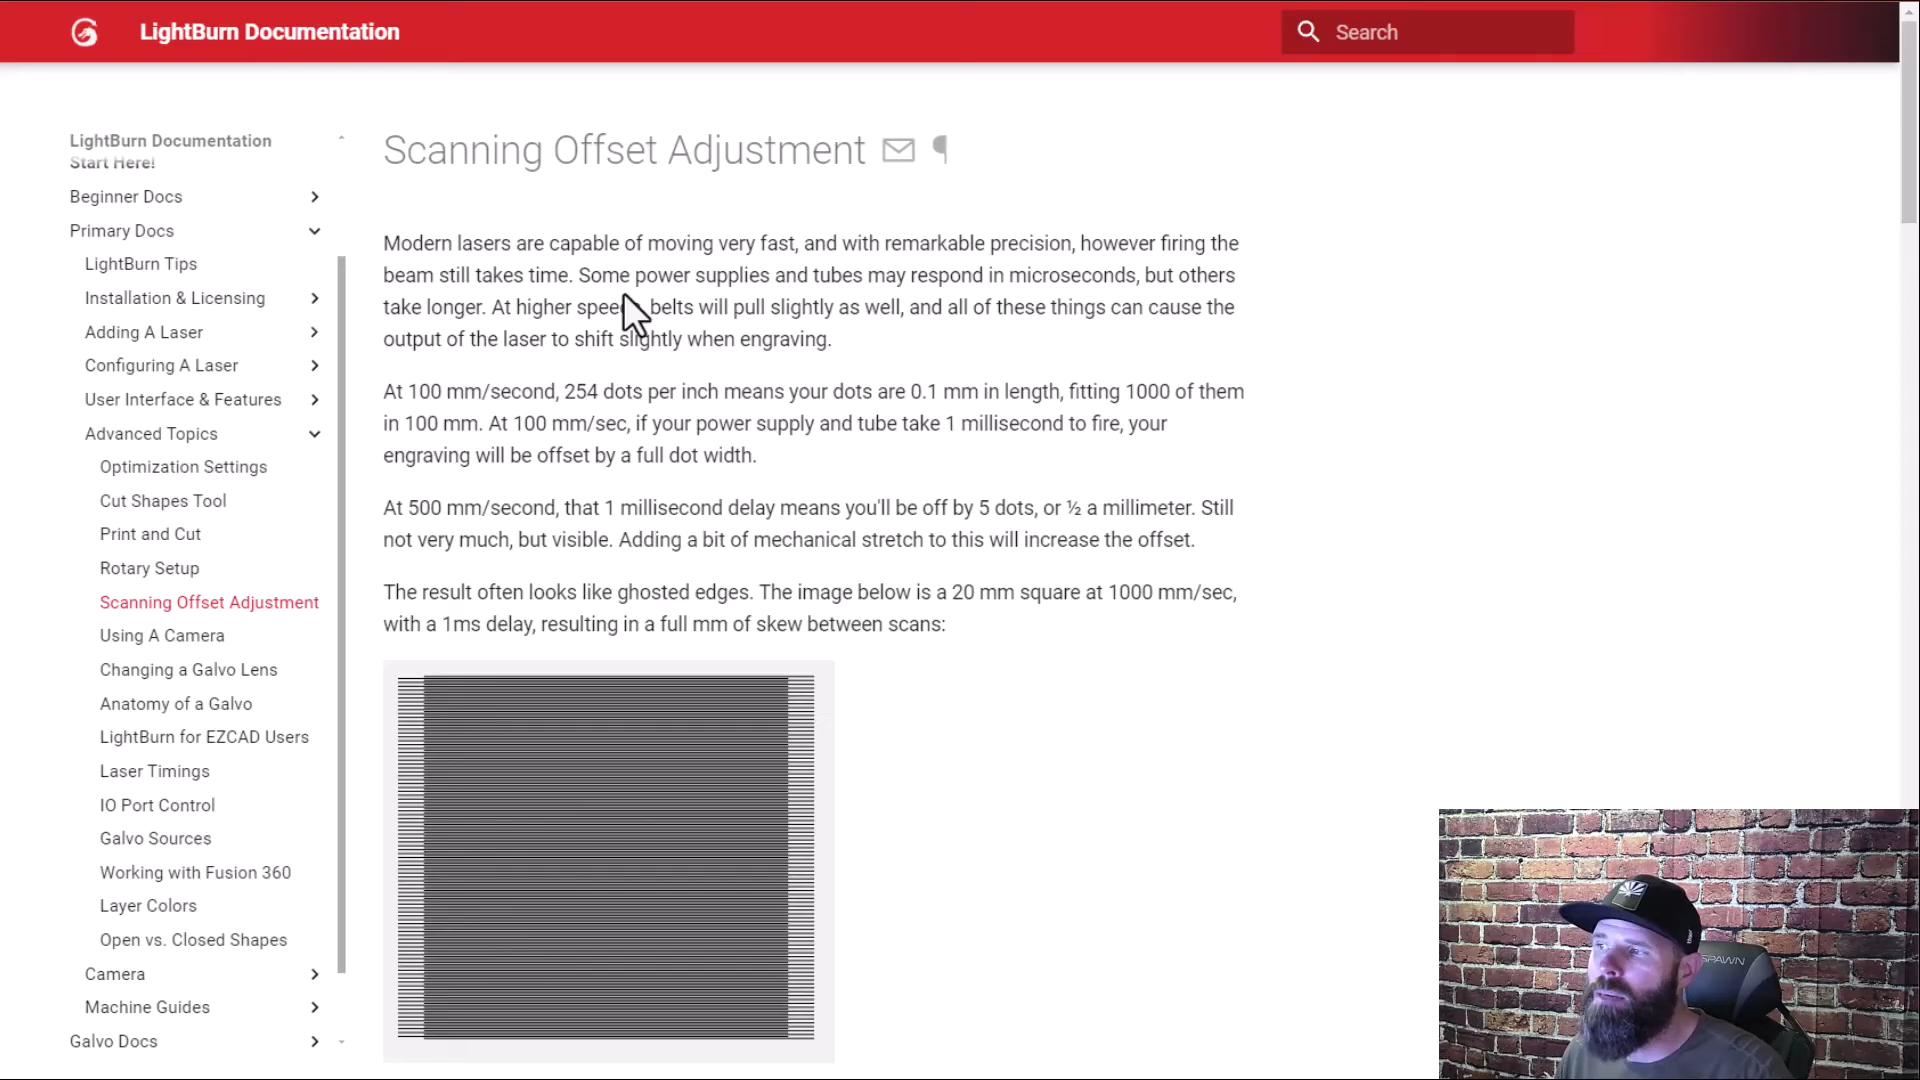 LightBurn Documentation
Search
LightBurn Documentation
Start Here!
Beginner Docs
Primary Docs
LightBurn Tips
Installation & Licensing
Adding A Laser
Configuring A Laser
User Interface & Features
Advanced Topics
Optimization Settings
Cut Shapes Tool
Print and Cut
Rotary Setup
Scanning Offset Adjustment
Using A Camera
Changing a Galvo Lens
Anatomy of a Galvo
LightBurn for EZCAD Users
Laser Timings
IO Port Control
Galvo Sources
Working with Fusion 360
Layer Colors
Open vs. Closed Shapes
Camera
Machine Guides
Galvo Docs
Scanning Offset Adjustment ¶
Modern lasers are capable of moving very fast, and with remarkable precision, however firing the
beam still takes time. Some power supplies and tubes may respond in microseconds, but others
take longer. At higher speeds, belts will pull slightly as well, and all of these things can cause the
output of the laser to shift slightly when engraving.
At 100 mm/second, 254 dots per inch means your dots are 0.1 mm in length, fitting 1000 of them
in 100 mm. At 100 mm/sec, if your power supply and tube take 1 millisecond to fire, your
engraving will be offset by a full dot width.
At 500 mm/second, that 1 millisecond delay means you'll be off by 5 dots, or ½ a millimeter. Still
not very much, but visible. Adding a bit of mechanical stretch to this will increase the offset.
The result often looks like ghosted edges. The image below is a 20 mm square at 1000 mm/sec,
with a 1ms delay, resulting in a full mm of skew between scans:
SPAWN